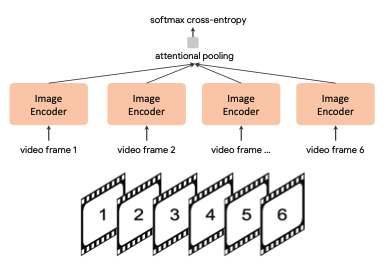 softmax cross-entropy
attentional pooling
Image Encoder Image Encoder Image Encoder Image Encoder
video frame 1 video frame 2 video frame ... video frame 6
1 2 3 4 5 6